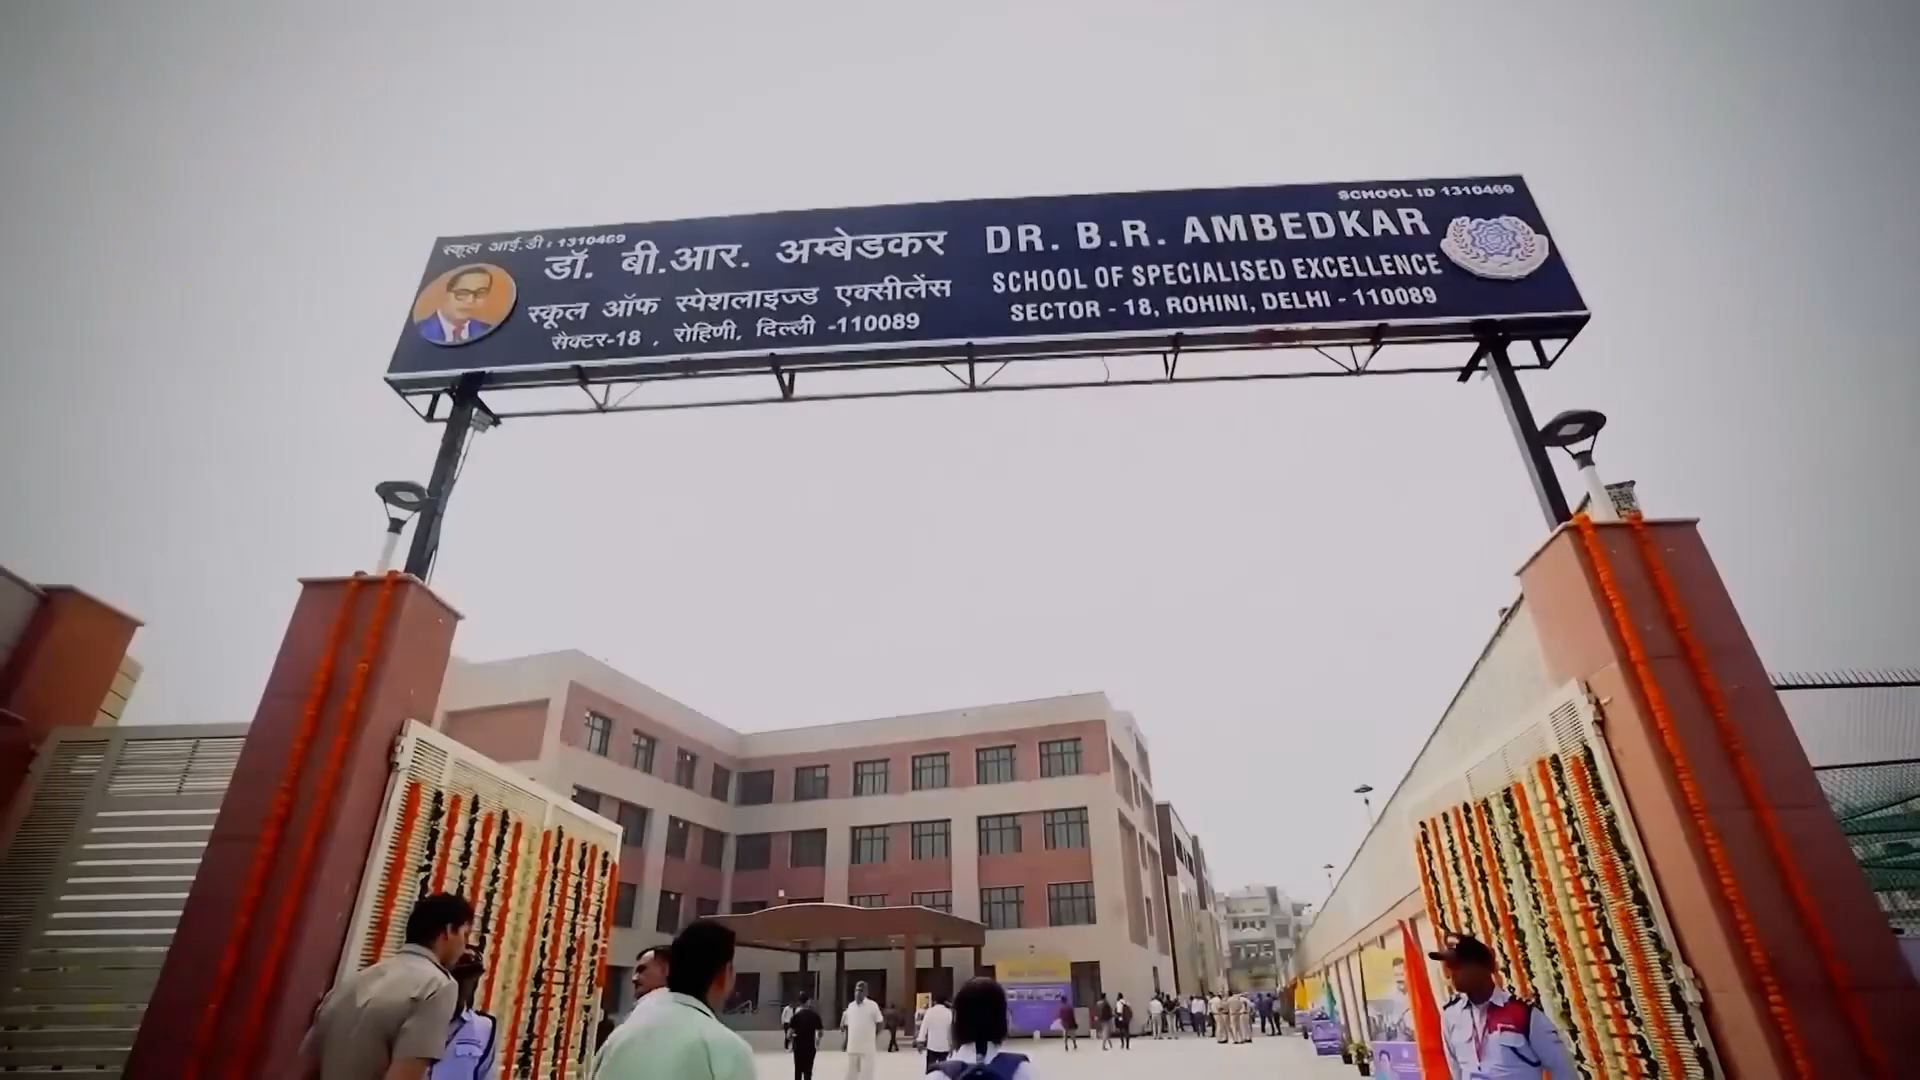 स्कूल आई.डी : 1310469
डॉ. बी.आर. अम्बेडकर
स्कूल ऑफ स्पेशलाइज्ड एक्सीलेंस
सैक्टर-18 , रोहिणी, दिल्ली -110089
SCHOOL ID 1310469
DR. B.R. AMBEDKAR
SCHOOL OF SPECIALISED EXCELLENCE
SECTOR - 18, ROHINI, DELHI - 110089